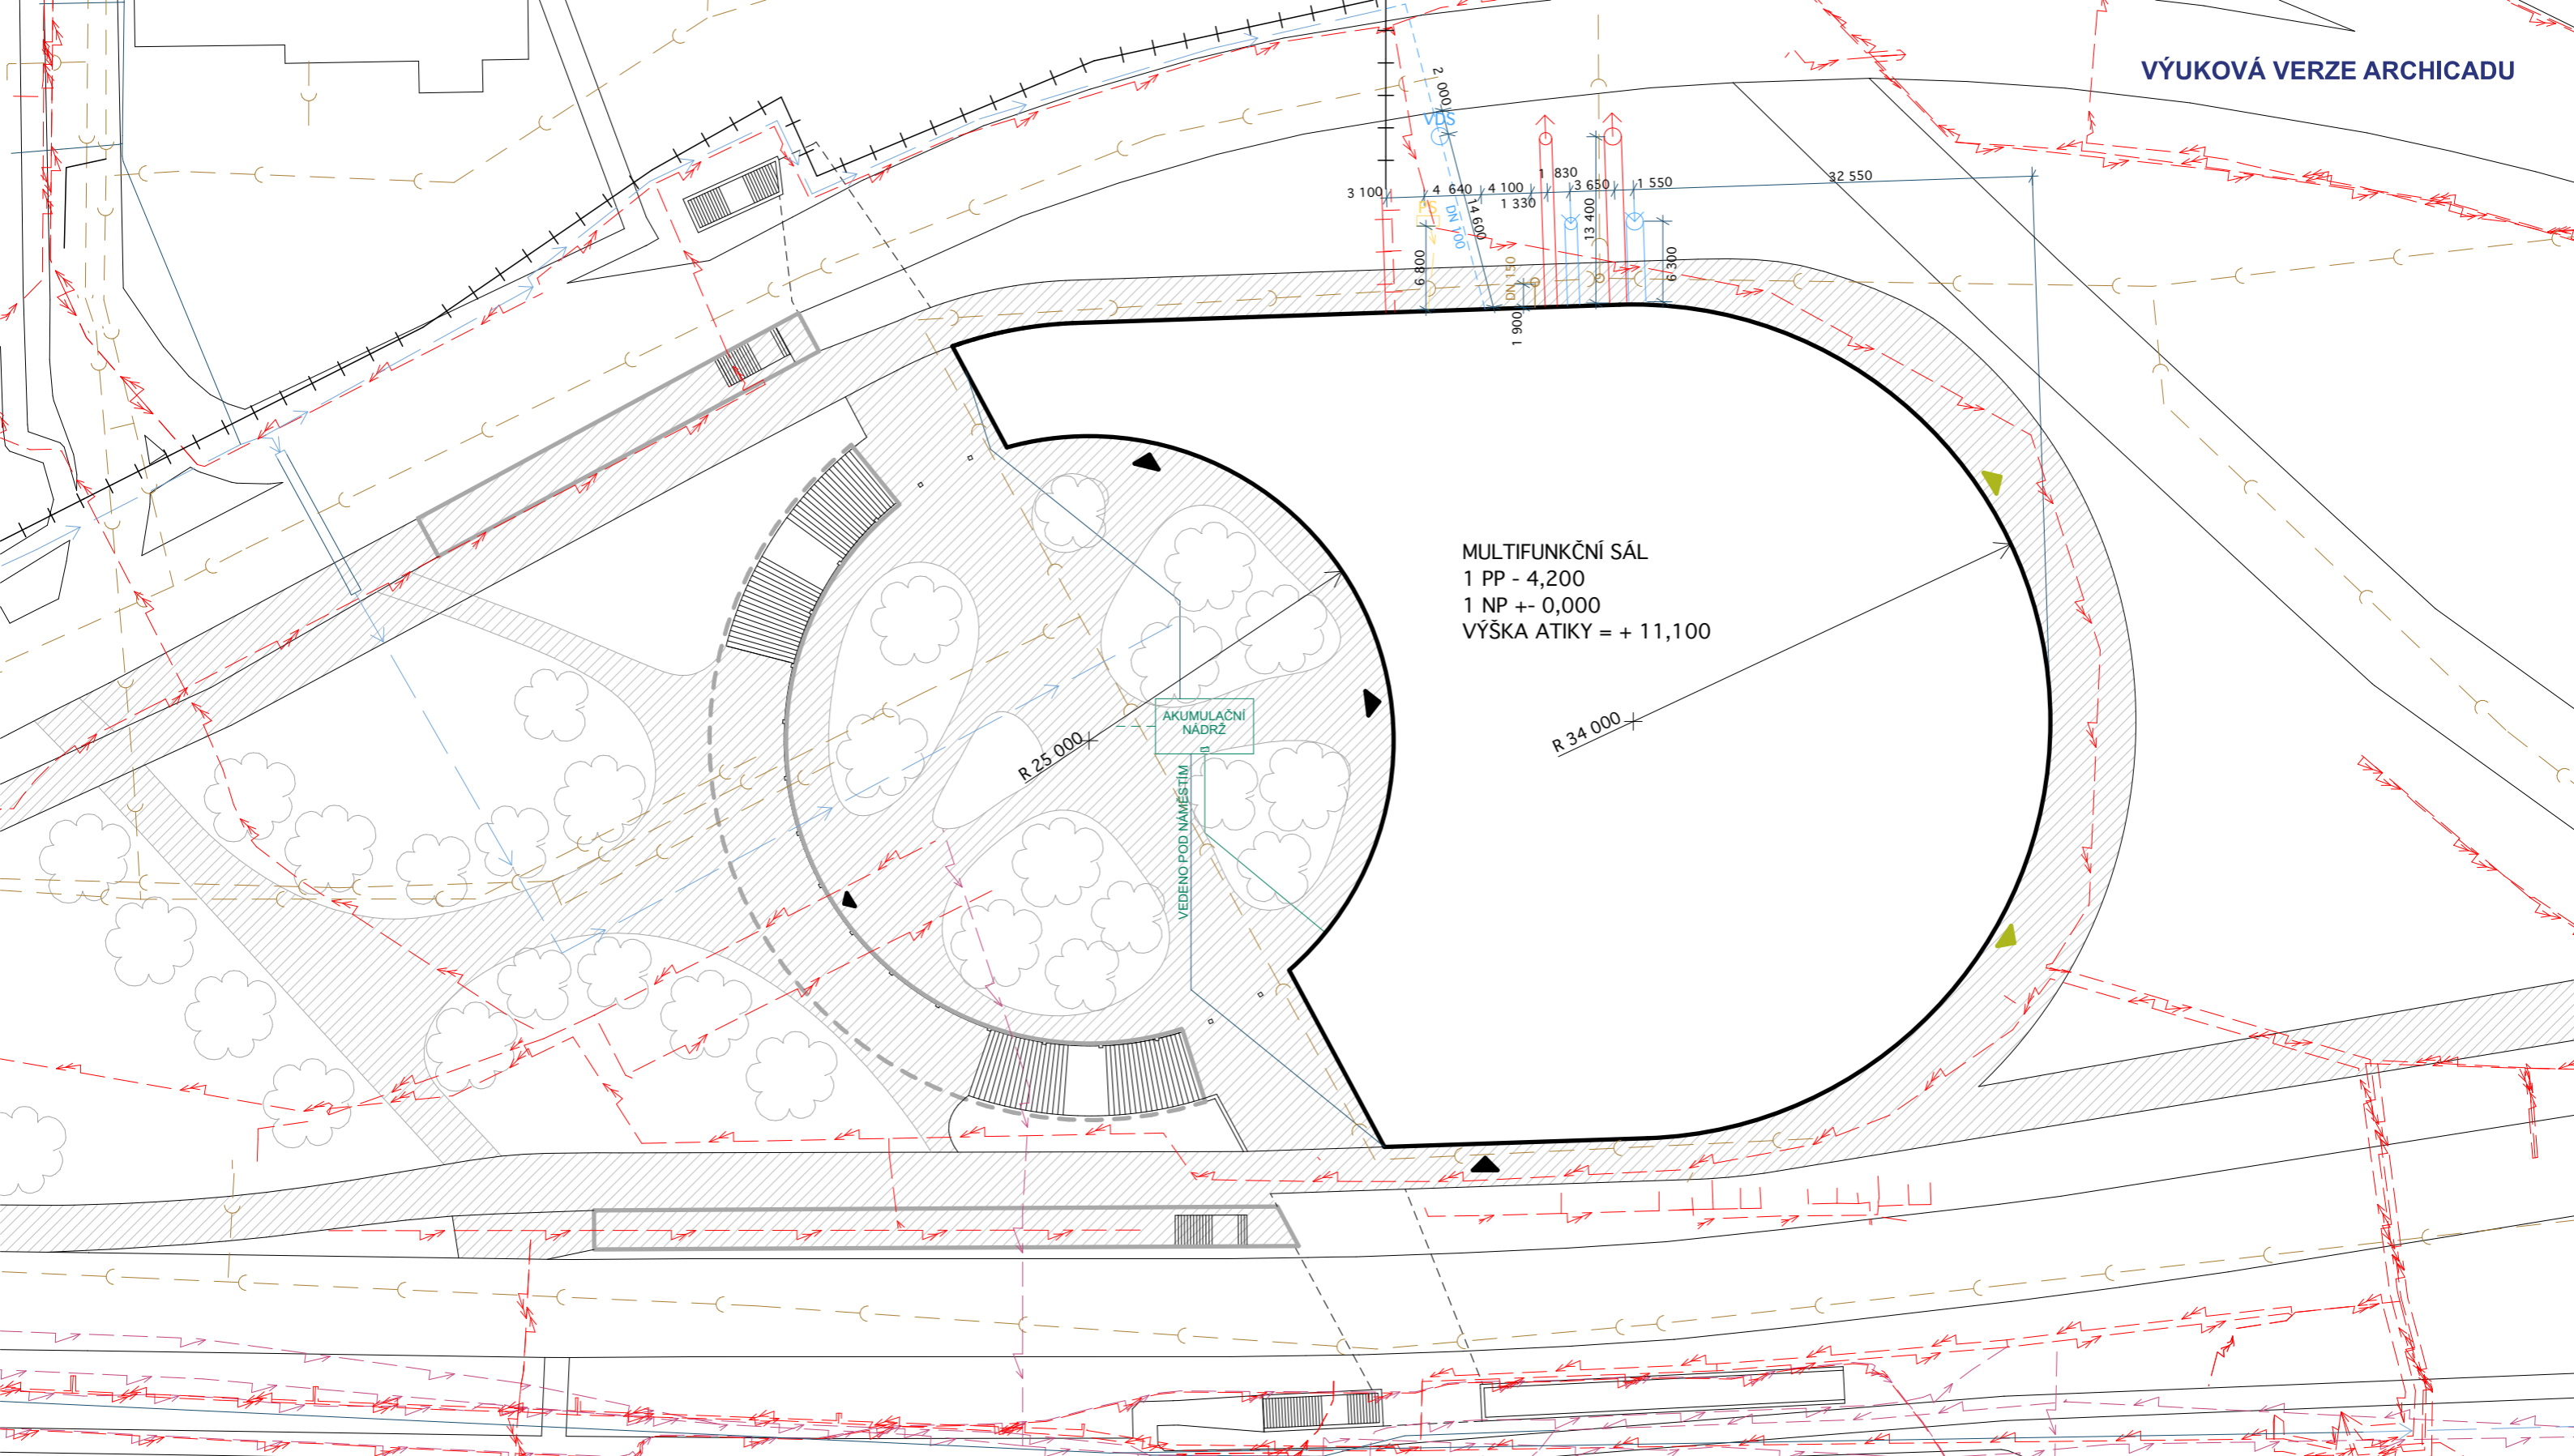 VÝUKOVÁ VERZE ARCHICADU
2 000
VDS
3 100
4 640
4 100
1 330
1 830
3 650
1 550
32 550
PS
DN 100
14 600
13 400
6 800
DN 150
1 900
6 300
MULTIFUNKČNÍ SÁL
1 PP - 4,200
1 NP +- 0,000
VÝŠKA ATIKY = + 11,100
AKUMULAČNÍ
NÁDRŽ
R 25 000
R 34 000
VEDENO POD NÁMĚSTÍM